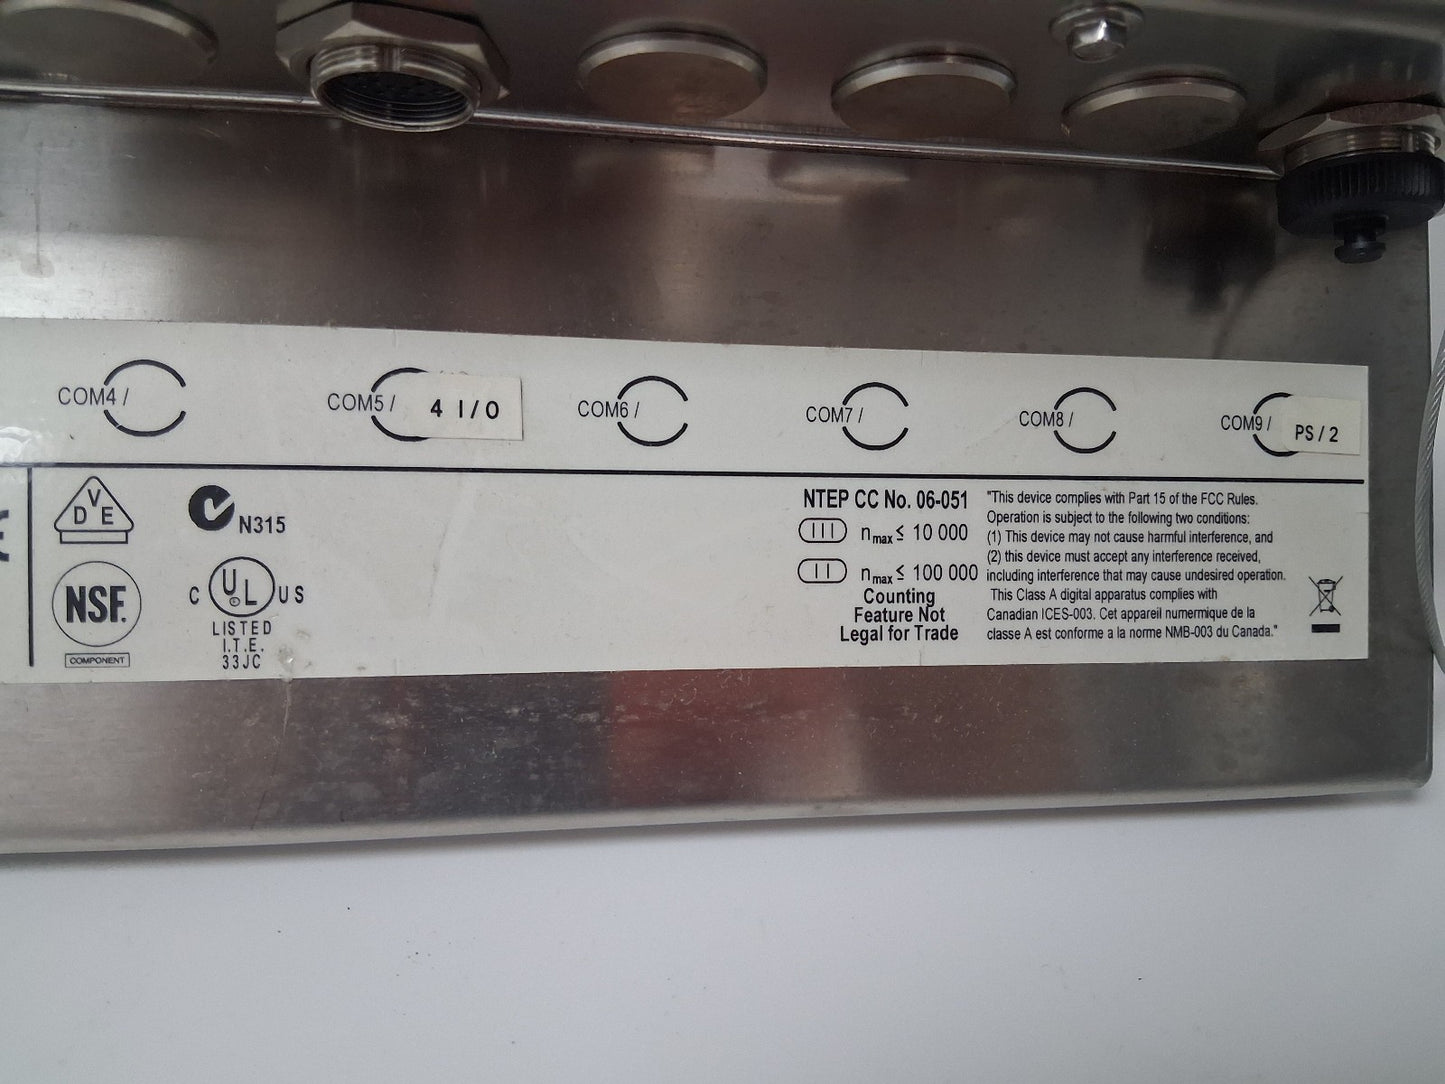 COM4 /
COM5 / 4 I/O
COM6 /
COM7 /
COM8 /
COM9 / PS / 2
VDE
N315
NSF.
COMPONENT
C UL US
LISTED
I.T.E.
33JC
NTEP CC No. 06-051
III nmax ≤ 10 000
II nmax ≤ 100 000
Counting
Feature Not
Legal for Trade
"This device complies with Part 15 of the FCC Rules.
Operation is subject to the following two conditions:
(1) This device may not cause harmful interference, and
(2) this device must accept any interference received,
including interference that may cause undesired operation.
This Class A digital apparatus complies with
Canadian ICES-003. Cet appareil numermique de la
classe A est conforme a la norme NMB-003 du Canada."